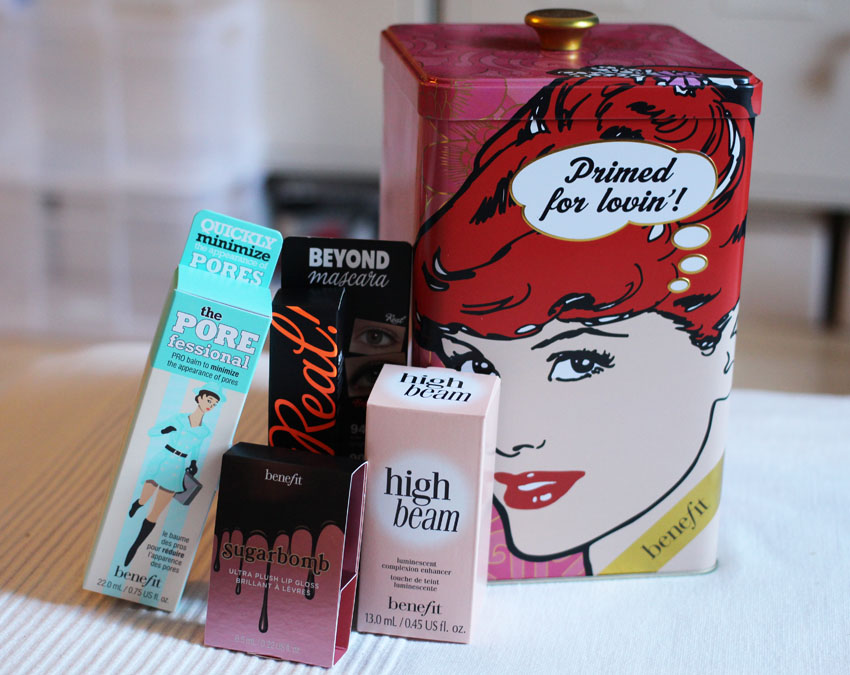 Primed
for lovin'!
benefit
QUICKLY
minimize
the appearance of
PORES
the
PORE
fessional
PRO balm to minimize
the appearance of pores
le baume
des pros
pour réduire
l'apparence
des pores
benefit
22.0 mL / 0.75 US fl. oz.
BEYOND
mascara
Real!
benefit
sugarbomb
ULTRA PLUSH LIP GLOSS
BRILLANT À LÈVRES
high
beam
high
beam
luminescent
complexion enhancer
touche de teint
luminescente
benefit
13.0 mL / 0.45 US fl. oz.